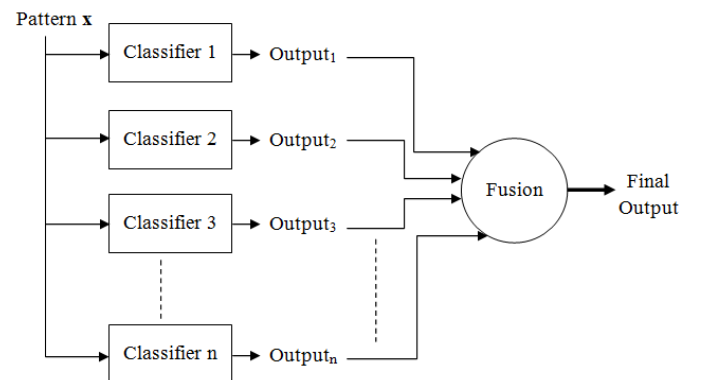 Pattern x
Classifier 1
Output₁
Classifier 2
Output₂
Classifier 3
Output₃
Classifier n
Outputₙ
Fusion
Final
Output